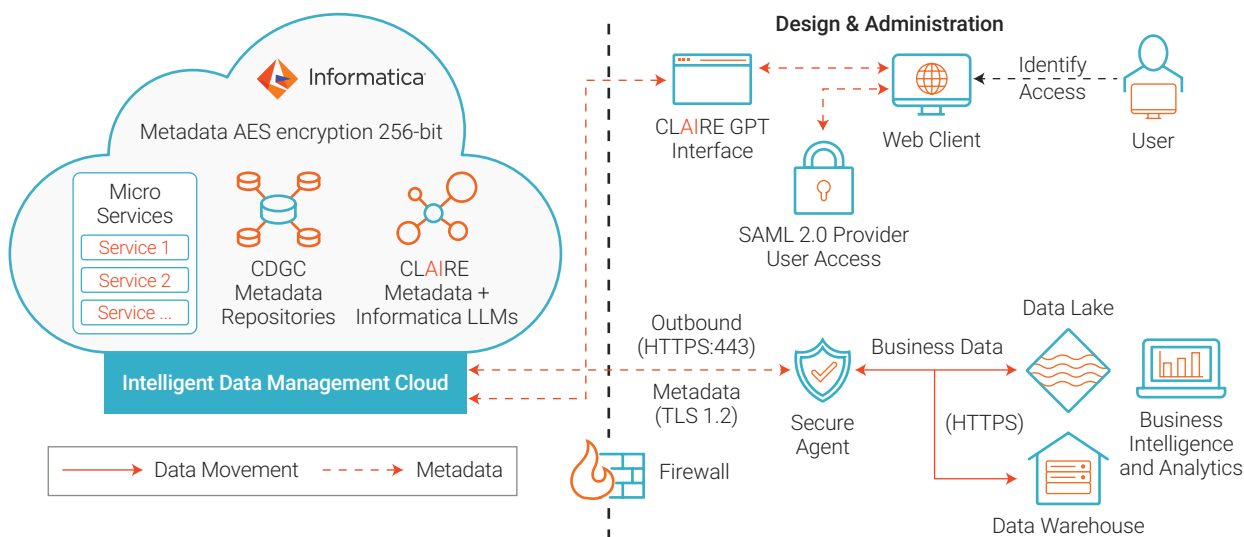 Informatica
Metadata AES encryption 256-bit
Micro
Services
Service 1
Service 2
Service ...
CDGC
Metadata
Repositories
CLAIRE
Metadata +
Informatica LLMs
Intelligent Data Management Cloud
Data Movement
Metadata
Design & Administration
CLAIRE GPT
Interface
Web Client
Identify
Access
User
SAML 2.0 Provider
User Access
Outbound
(HTTPS:443)
Metadata
(TLS 1.2)
Secure
Agent
Business Data
(HTTPS)
Data Lake
Business
Intelligence
and Analytics
Data Warehouse
Firewall